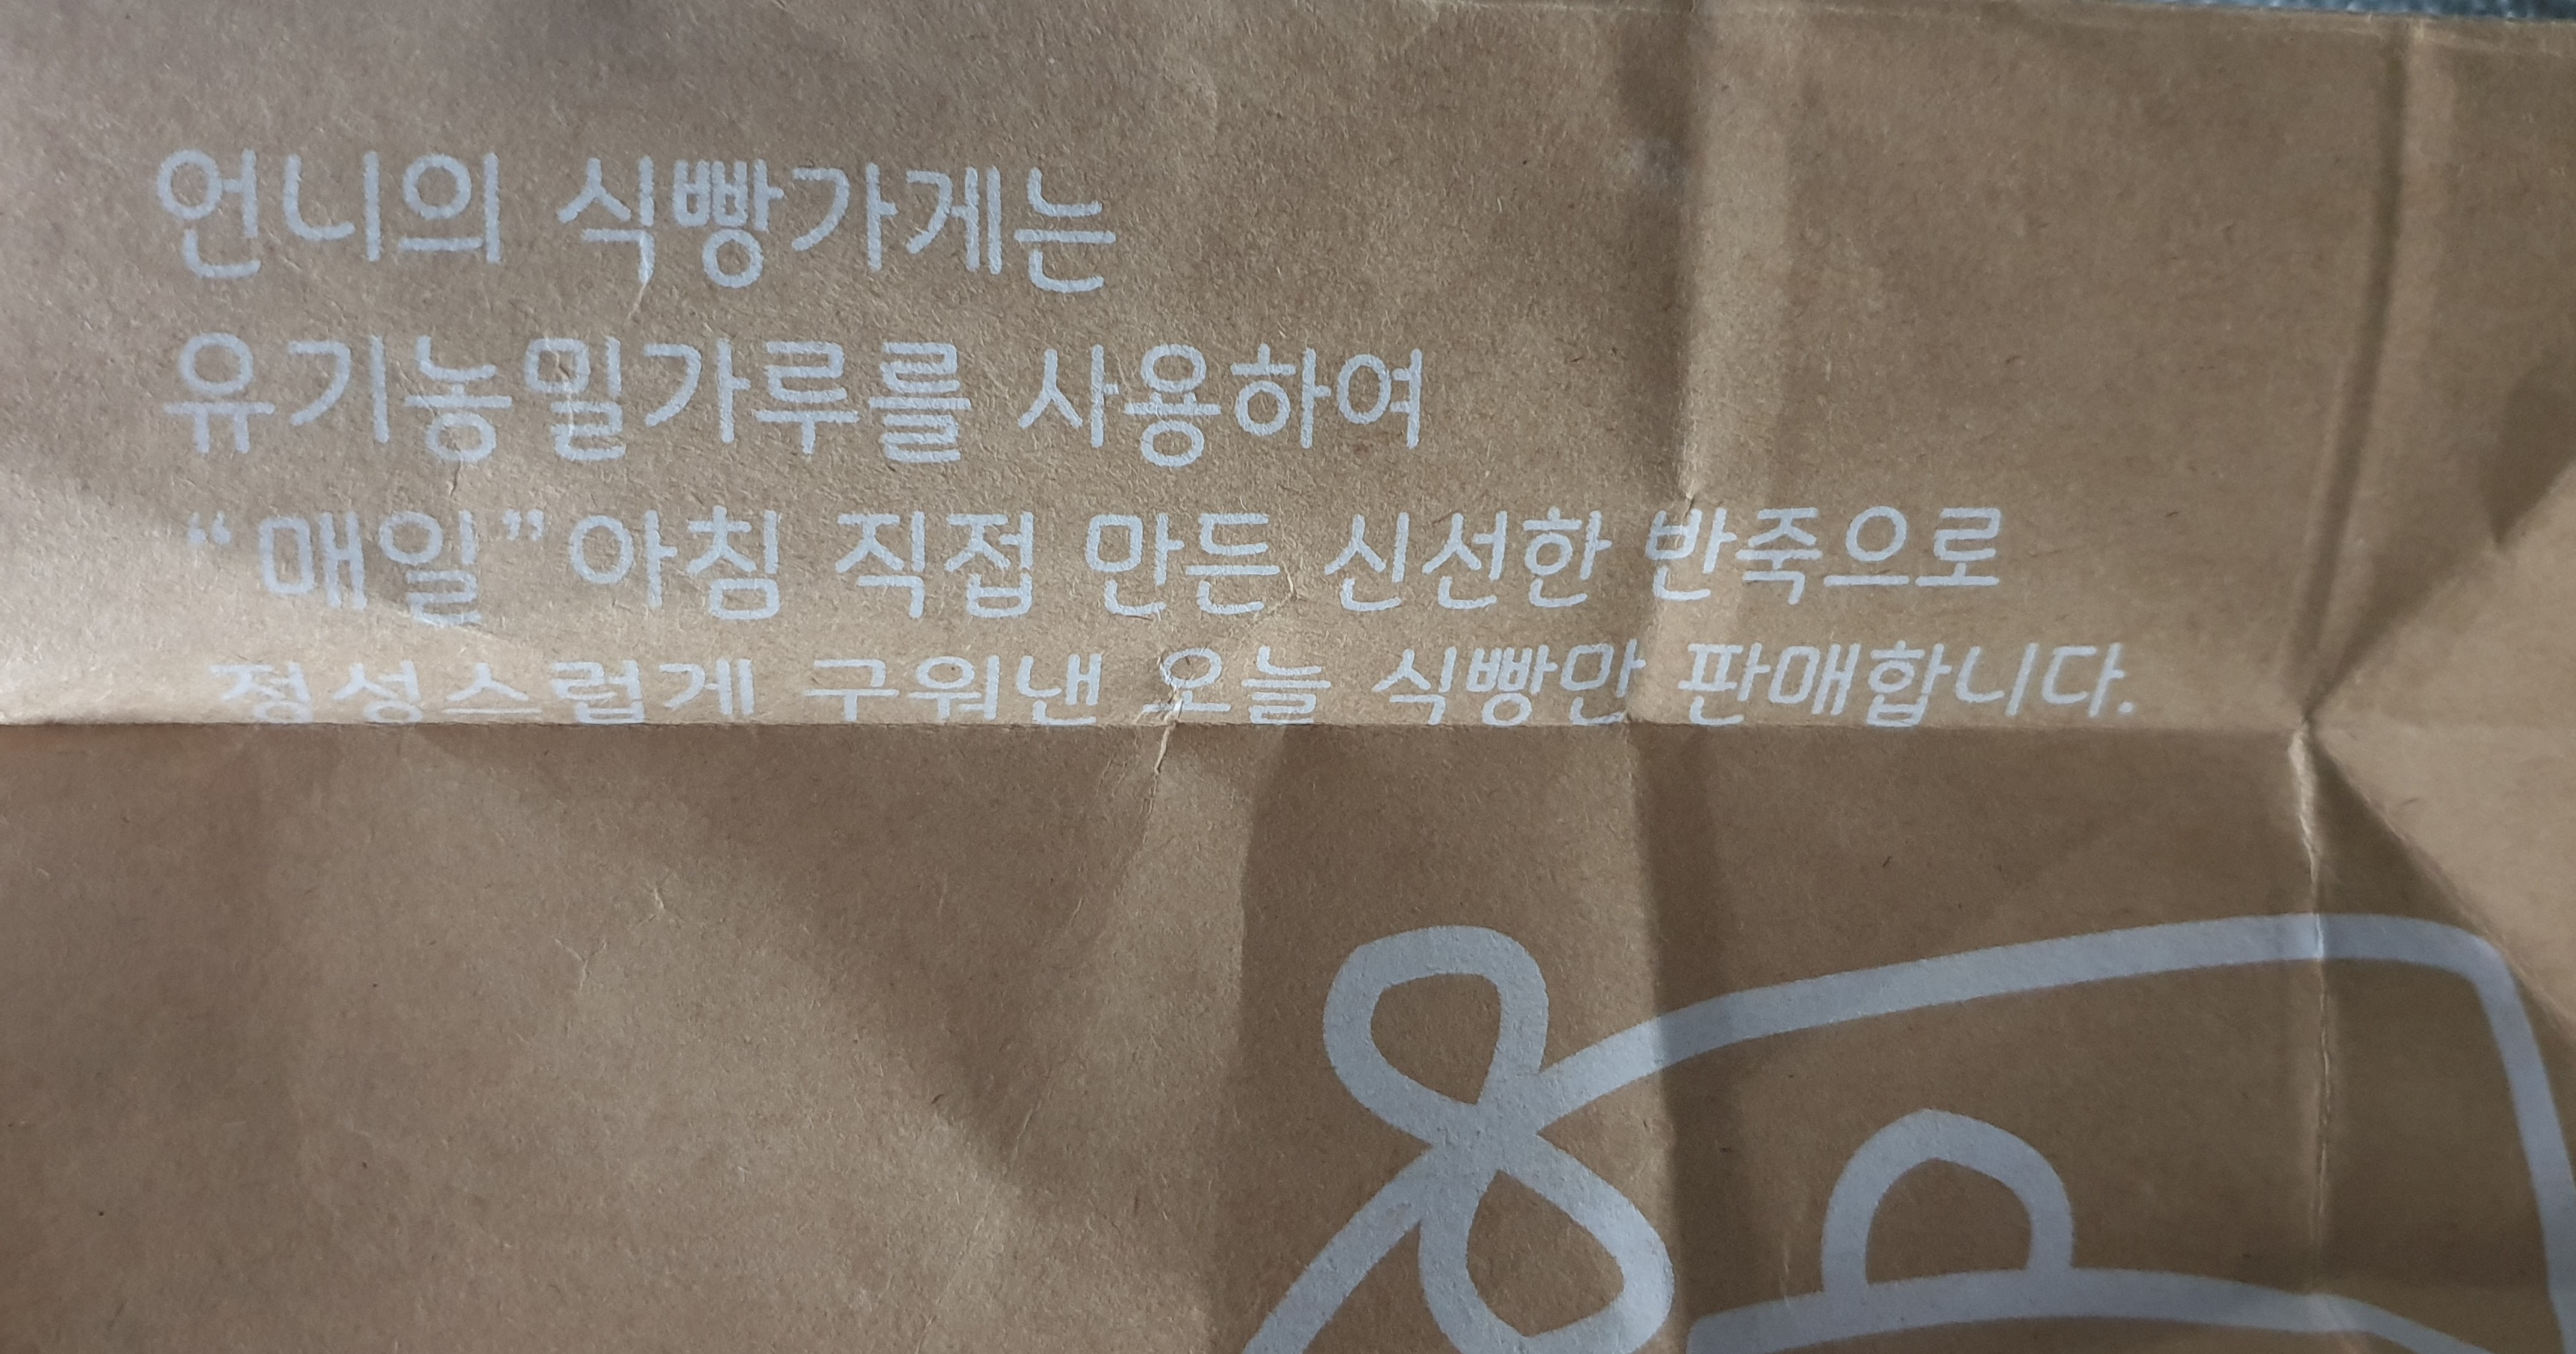 언니의 식빵가게는
유기농밀가루를 사용하여
“매일”아침 직접 만든 신선한 반죽으로
정성스럽게 구워낸 오늘 식빵만 판매합니다.